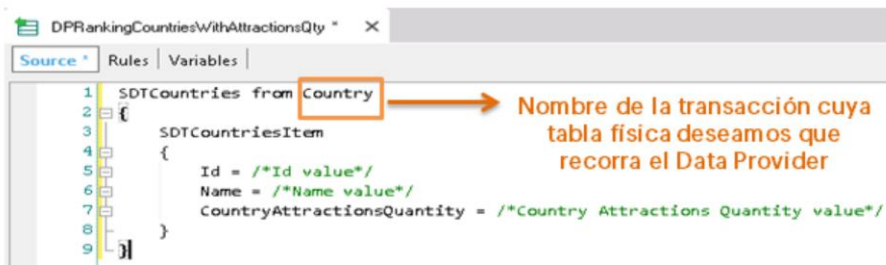 DPRankingCountriesWithAttractionsQty * ×
Source * Rules Variables
1 SDTCountries from Country
2 {
3 SDTCountriesItem
4 {
5 Id = /*Id value*/
6 Name = /*Name value*/
7 CountryAttractionsQuantity = /*Country Attractions Quantity value*/
8 }
9 }
Nombre de la transacción cuya
tabla física deseamos que
recorra el Data Provider